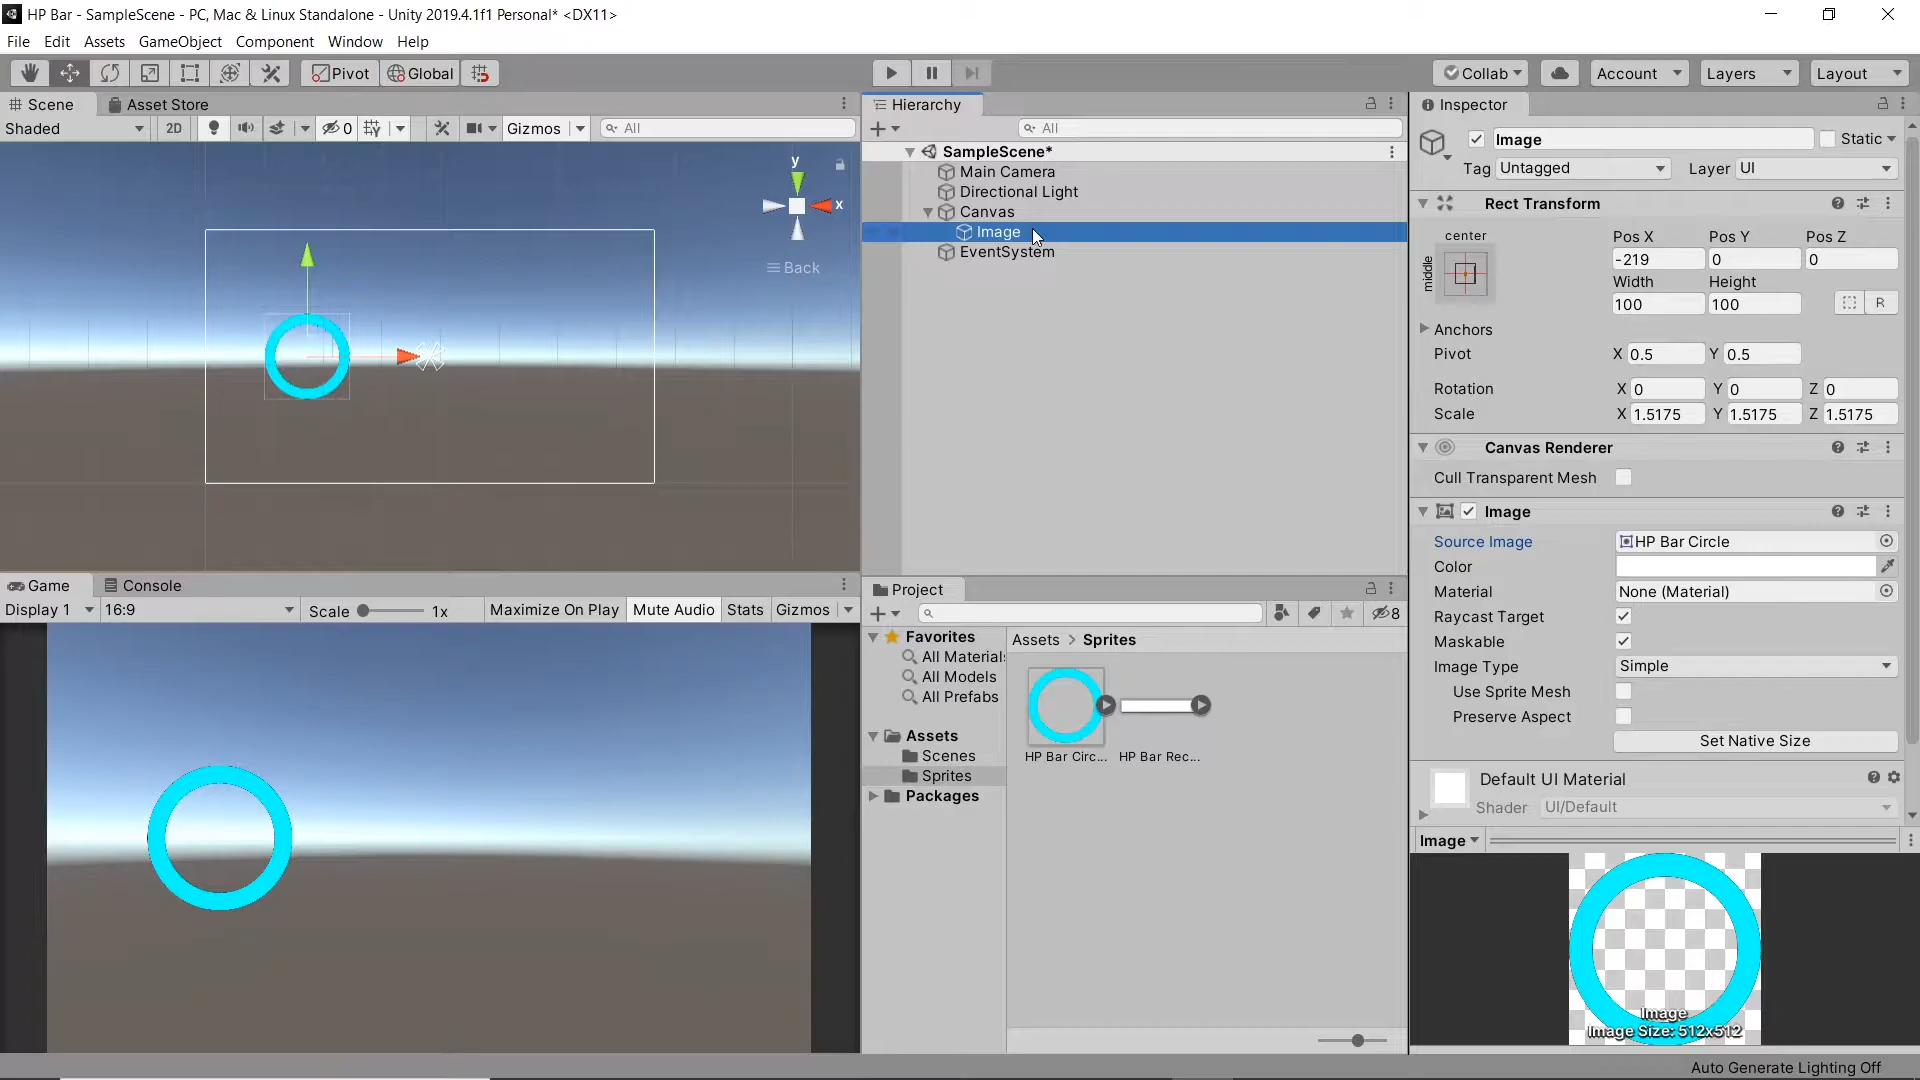 HP Bar - SampleScene - PC, Mac & Linux Standalone - Unity 2019.4.1f1 Personal* <DX11>
File Edit Assets GameObject Component Window Help
Pivot Global Collab Account Layers Layout
Scene Asset Store
Shaded 2D 0 Gizmos All
y
x
Back
Hierarchy
All
SampleScene*
Main Camera
Directional Light
Canvas
Image
EventSystem
Game Console
Display 1 16:9 Scale 1x Maximize On Play Mute Audio Stats Gizmos
Project
8
Favorites
All Material
All Models
All Prefabs
Assets
Scenes
Sprites
Packages
Assets > Sprites
HP Bar Circ... HP Bar Rec...
Inspector
Image Static
Tag Untagged Layer UI
Rect Transform
center
middle
Pos X Pos Y Pos Z
-219 0 0
Width Height
100 100 R
Anchors
Pivot X 0.5 Y 0.5
Rotation X 0 Y 0 Z 0
Scale X 1.5175 Y 1.5175 Z 1.5175
Canvas Renderer
Cull Transparent Mesh
Image
Source Image HP Bar Circle
Color
Material None (Material)
Raycast Target
Maskable
Image Type Simple
Use Sprite Mesh
Preserve Aspect
Set Native Size
Default UI Material
Shader UI/Default
Image
Image
Image Size: 512x512
Auto Generate Lighting Off